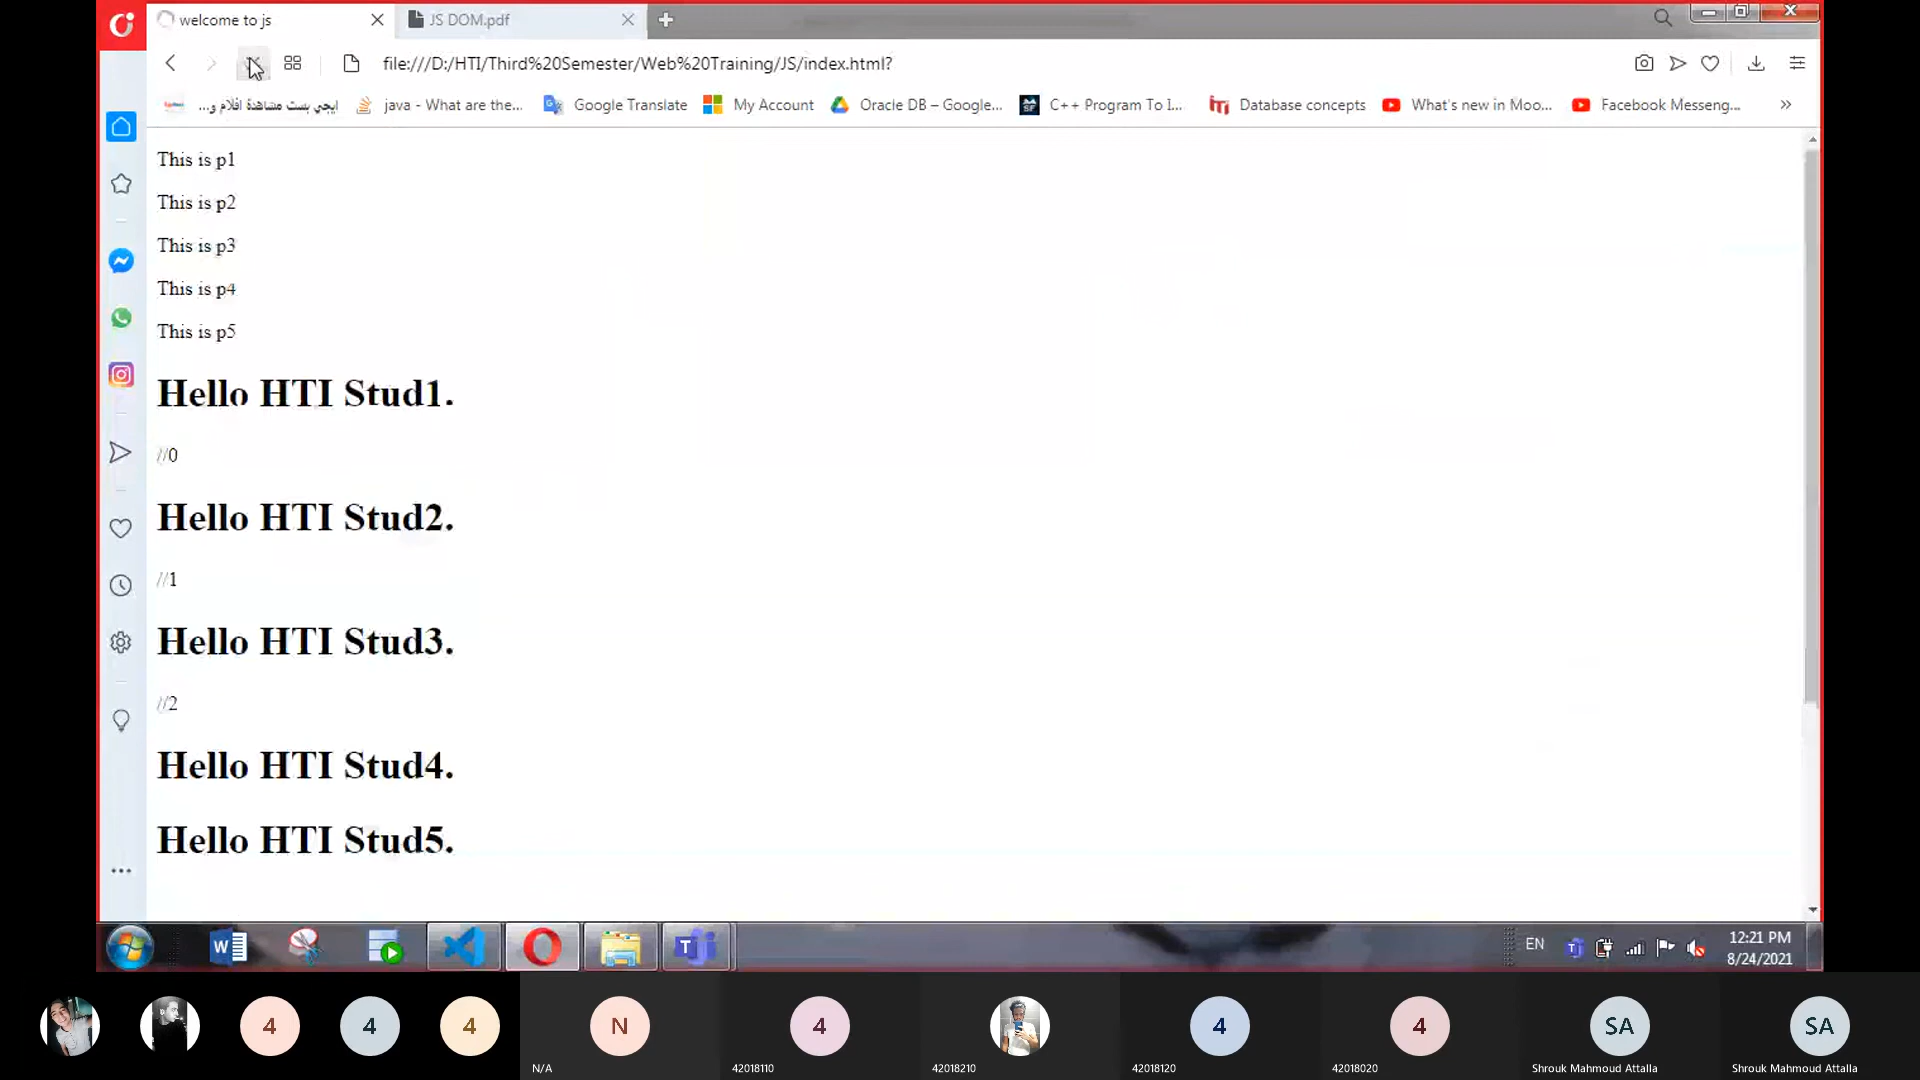 welcome to js
JS DOM.pdf
file:///D:/HTI/Third%20Semester/Web%20Training/JS/index.html?
ايجي بست مشاهدة افلام و...
java - What are the...
Google Translate
My Account
Oracle DB – Google...
C++ Program To I...
Database concepts
What's new in Moo...
Facebook Messeng...
This is p1
This is p2
This is p3
This is p4
This is p5
Hello HTI Stud1.
//0
Hello HTI Stud2.
//1
Hello HTI Stud3.
//2
Hello HTI Stud4.
Hello HTI Stud5.
EN
12:21 PM
8/24/2021
4
4
4
N
4
4
4
SA
SA
N/A
42018110
42018210
42018120
42018020
Shrouk Mahmoud Attalla
Shrouk Mahmoud Attalla